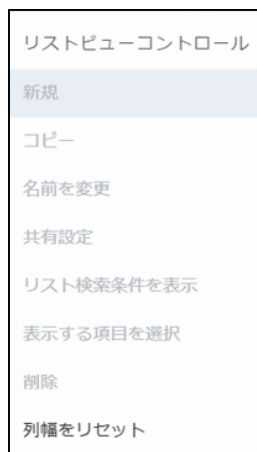 リストビューコントロール
新規
コピー
名前を変更
共有設定
リスト検索条件を表示
表示する項目を選択
削除
列幅をリセット